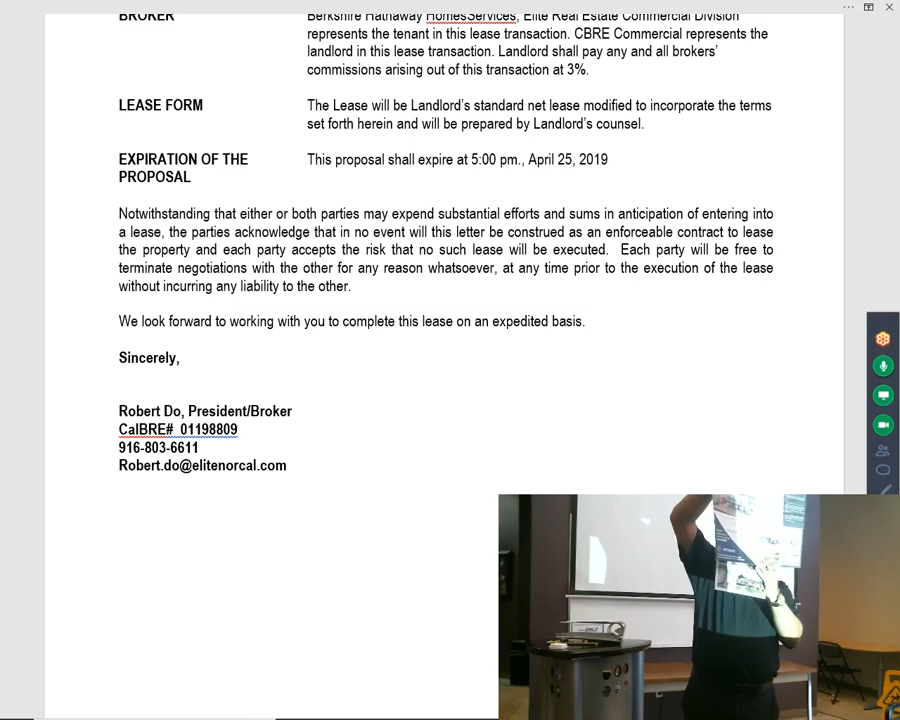 BROKER
Berkshire Hathaway HomesServices, Elite Real Estate Commercial Division
represents the tenant in this lease transaction. CBRE Commercial represents the
landlord in this lease transaction. Landlord shall pay any and all brokers'
commissions arising out of this transaction at 3%.
LEASE FORM
The Lease will be Landlord's standard net lease modified to incorporate the terms
set forth herein and will be prepared by Landlord's counsel.
EXPIRATION OF THE
PROPOSAL
This proposal shall expire at 5:00 pm., April 25, 2019
Notwithstanding that either or both parties may expend substantial efforts and sums in anticipation of entering into
a lease, the parties acknowledge that in no event will this letter be construed as an enforceable contract to lease
the property and each party accepts the risk that no such lease will be executed.  Each party will be free to
terminate negotiations with the other for any reason whatsoever, at any time prior to the execution of the lease
without incurring any liability to the other.
We look forward to working with you to complete this lease on an expedited basis.
Sincerely,
Robert Do, President/Broker
CalBRE#  01198809
916-803-6611
Robert.do@elitenorcal.com